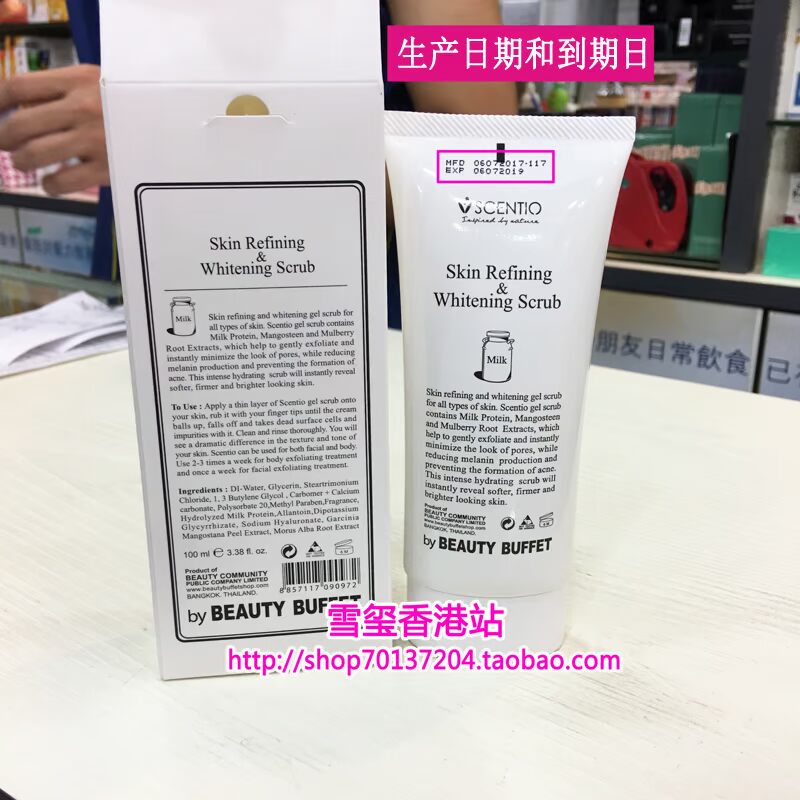 生产日期和到期日
Skin Refining
&
Whitening Scrub
Milk
Skin refining and whitening gel scrub for
all types of skin. Scentio gel scrub contains
Milk Protein, Mangosteen and Mulberry
Root Extracts, which help to gently exfoliate and
instantly minimize the look of pores, while reducing
melanin production and preventing the formation of
acne. This intense hydrating scrub will instantly reveal
softer, firmer and brighter looking skin.
To Use : Apply a thin layer of Scentio gel scrub onto
your skin, rub it with your finger tips until the cream
balls up, falls off and takes dead surface cells and
impurities with it. Clean and rinse thoroughly. You will
see a dramatic difference in the texture and tone of
your skin. Scentio can be used both facial and body.
Use 2-3 times a week for body exfoliating treatment
and once a week for facial exfoliating treatment.
Ingredients : DI-Water, Glycerin, Steartrimonium
Chloride, 1, 3 Butylene Glycol , Carbomer + Calcium
carbonate, Polysorbate 20,Methyl Paraben,Fragrance,
Hydrolyzed Milk Protein,Allantoin,Dipotassium
Glycyrrhizate, Sodium Hyaluronate, Garcinia
Mangostana Peel Extract, Morus Alba Root Extract
100 ml ℮ 3.38 fl. oz.
6 M
Product of
BEAUTY COMMUNITY
PUBLIC COMPANY LIMITED
www.beautybuffetshop.com
BANGKOK. THAILAND.
8857117 090972
by BEAUTY BUFFET
MFD 06072017-117
EXP 06072019
SCENTIO
Inspired by nature
Skin Refining
&
Whitening Scrub
Milk
Skin refining and whitening gel scrub
for all types of skin. Scentio gel scrub
contains Milk Protein, Mangosteen
and Mulberry Root Extracts, which
help to gently exfoliate and instantly
minimize the look of pores, while
reducing melanin production and
preventing the formation of acne.
This intense hydrating scrub will
instantly reveal softer, firmer and
brighter looking skin.
Product of
BEAUTY COMMUNITY
PUBLIC COMPANY LIMITED
www.beautybuffetshop.com
BANGKOK. THAILAND.
6 M
by BEAUTY BUFFET
朋友日常飲食
已
雪玺香港站
http://shop70137204.taobao.com